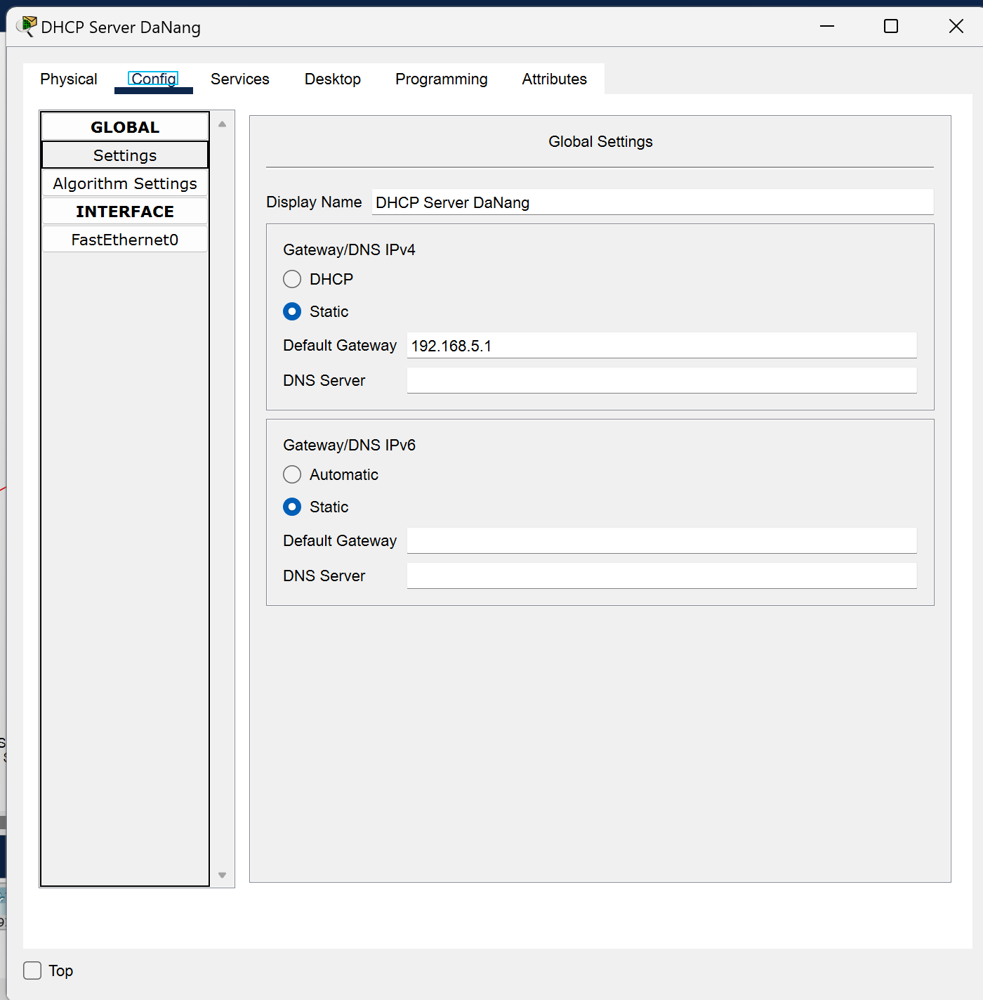 DHCP Server DaNang
Physical Config Services Desktop Programming Attributes
GLOBAL
Settings
Algorithm Settings
INTERFACE
FastEthernet0
Global Settings
Display Name DHCP Server DaNang
Gateway/DNS IPv4
DHCP
Static
Default Gateway 192.168.5.1
DNS Server
Gateway/DNS IPv6
Automatic
Static
Default Gateway
DNS Server
Top